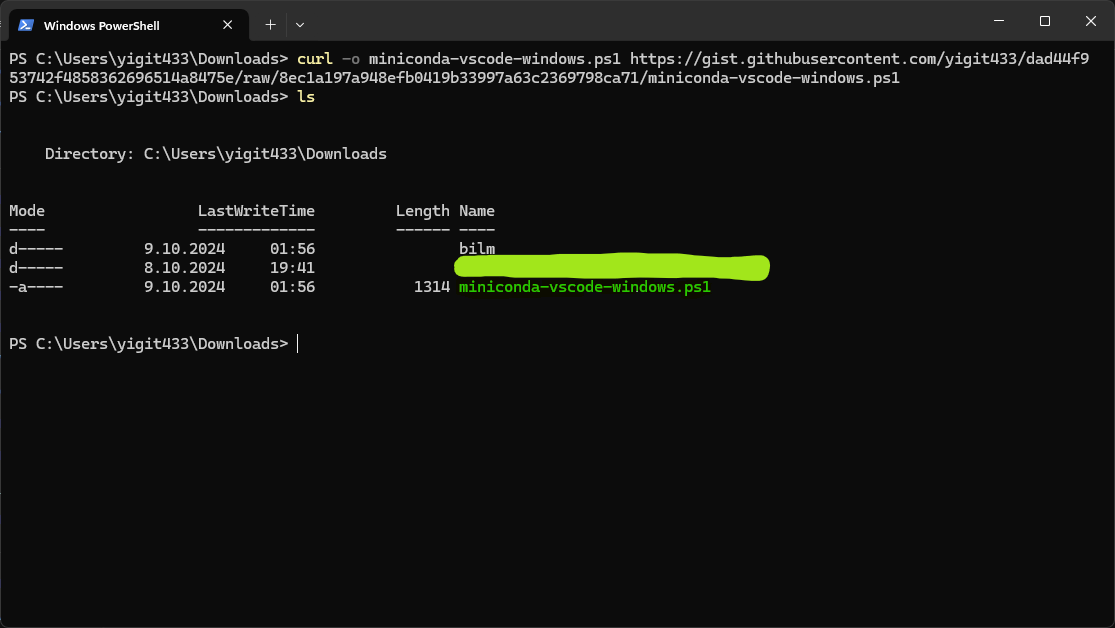 Windows PowerShell
PS C:\Users\yigit433\Downloads> curl -o miniconda-vscode-windows.ps1 https://gist.githubusercontent.com/yigit433/dad44f9
53742f4858362696514a8475e/raw/8ec1a197a948efb0419b33997a63c2369798ca71/miniconda-vscode-windows.ps1
PS C:\Users\yigit433\Downloads> ls
Directory: C:\Users\yigit433\Downloads
Mode LastWriteTime Length Name
---- ------------- ------ ----
d----- 9.10.2024 01:56 bilm
d----- 8.10.2024 19:41
-a---- 9.10.2024 01:56 1314 miniconda-vscode-windows.ps1
PS C:\Users\yigit433\Downloads>